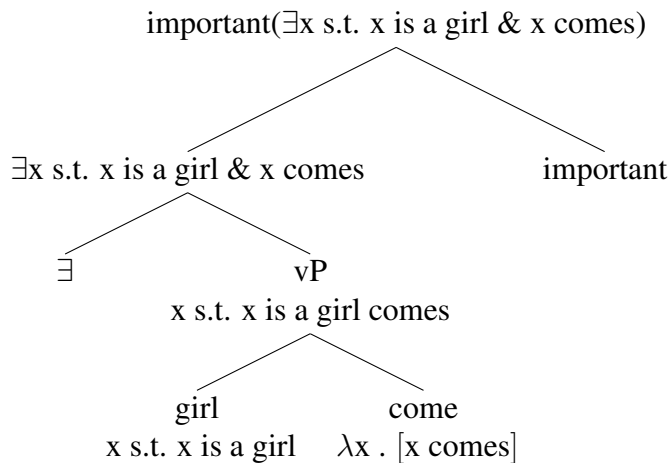 important(∃x s.t. x is a girl & x comes)
∃x s.t. x is a girl & x comes important
∃ vP
x s.t. x is a girl comes
girl come
x s.t. x is a girl λx . [x comes]